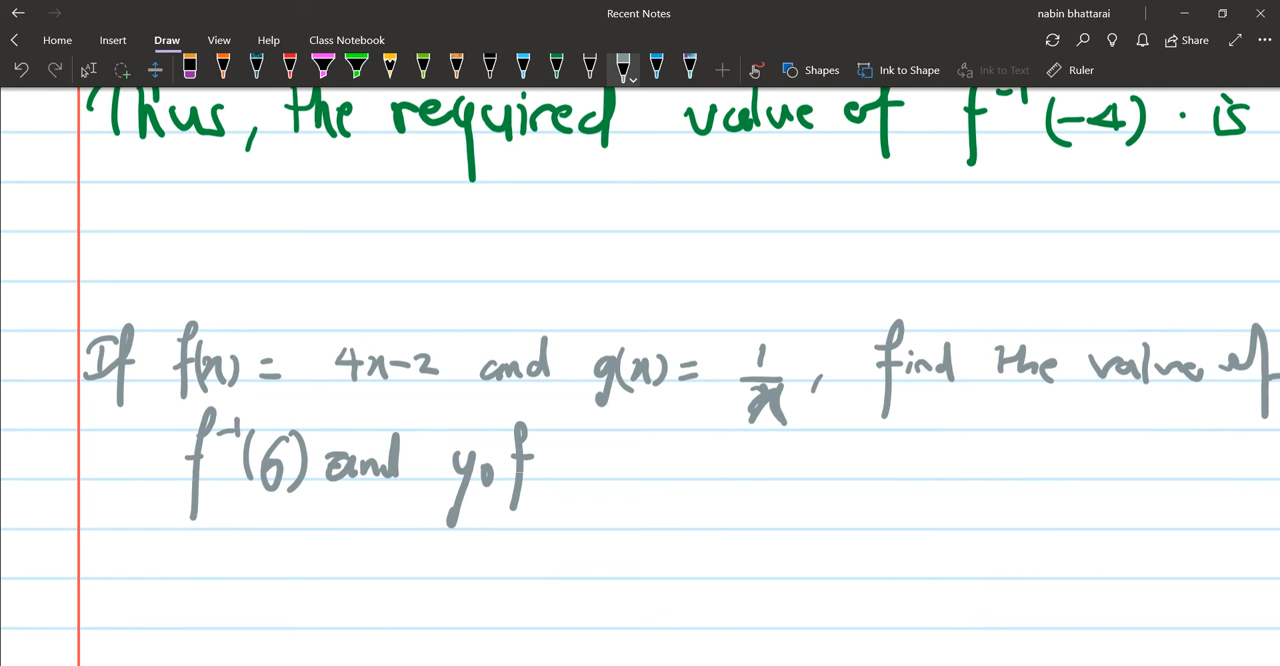 Recent Notes
nabin bhattarai
Home Insert Draw View Help Class Notebook
Share
Shapes Ink to Shape Ink to Text Ruler
Thus, the required value of f⁻¹(-4) . is
If f(x) = 4x-2 and g(x) = 1/x, find the value of
f⁻¹(6) and yof